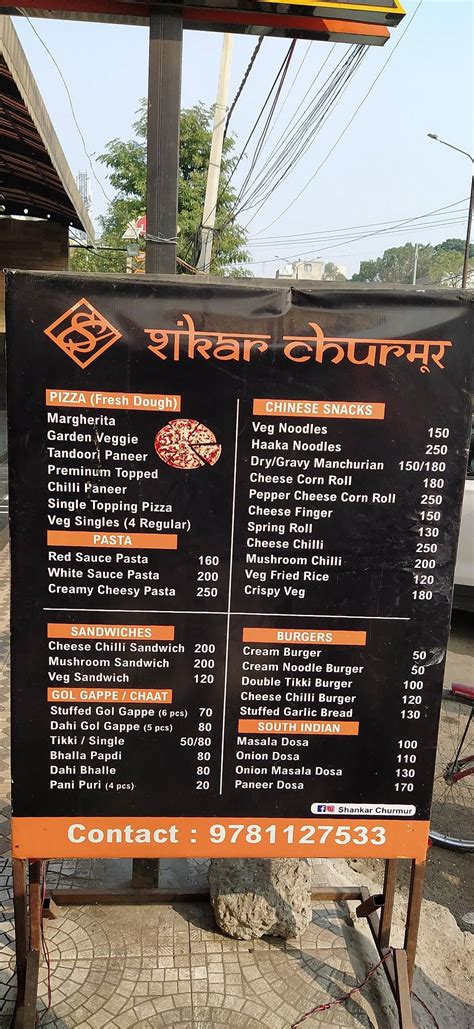 शikar churमूर
PIZZA (Fresh Dough)
Margherita
Garden Veggie
Tandoori Paneer
Preminum Topped
Chilli Paneer
Single Topping Pizza
Veg Singles (4 Regular)
PASTA
Red Sauce Pasta 160
White Sauce Pasta 200
Creamy Cheesy Pasta 250
CHINESE SNACKS
Veg Noodles 150
Haaka Noodles 250
Dry/Gravy Manchurian 150/180
Cheese Corn Roll 180
Pepper Cheese Corn Roll 250
Cheese Finger 150
Spring Roll 130
Cheese Chilli 250
Mushroom Chilli 200
Veg Fried Rice 120
Crispy Veg 180
SANDWICHES
Cheese Chilli Sandwich 200
Mushroom Sandwich 200
Veg Sandwich 120
GOL GAPPE / CHAAT
Stuffed Gol Gappe (6 pcs) 70
Dahi Gol Gappe (5 pcs) 80
Tikki / Single 50/80
Bhalla Papdi 80
Dahi Bhalle 80
Pani Puri (4 pcs) 20
BURGERS
Cream Burger 50
Cream Noodle Burger 50
Double Tikki Burger 100
Cheese Chilli Burger 120
Stuffed Garlic Bread 130
SOUTH INDIAN
Masala Dosa 100
Onion Dosa 110
Onion Masala Dosa 130
Paneer Dosa 170
Shankar Churmur
Contact : 9781127533